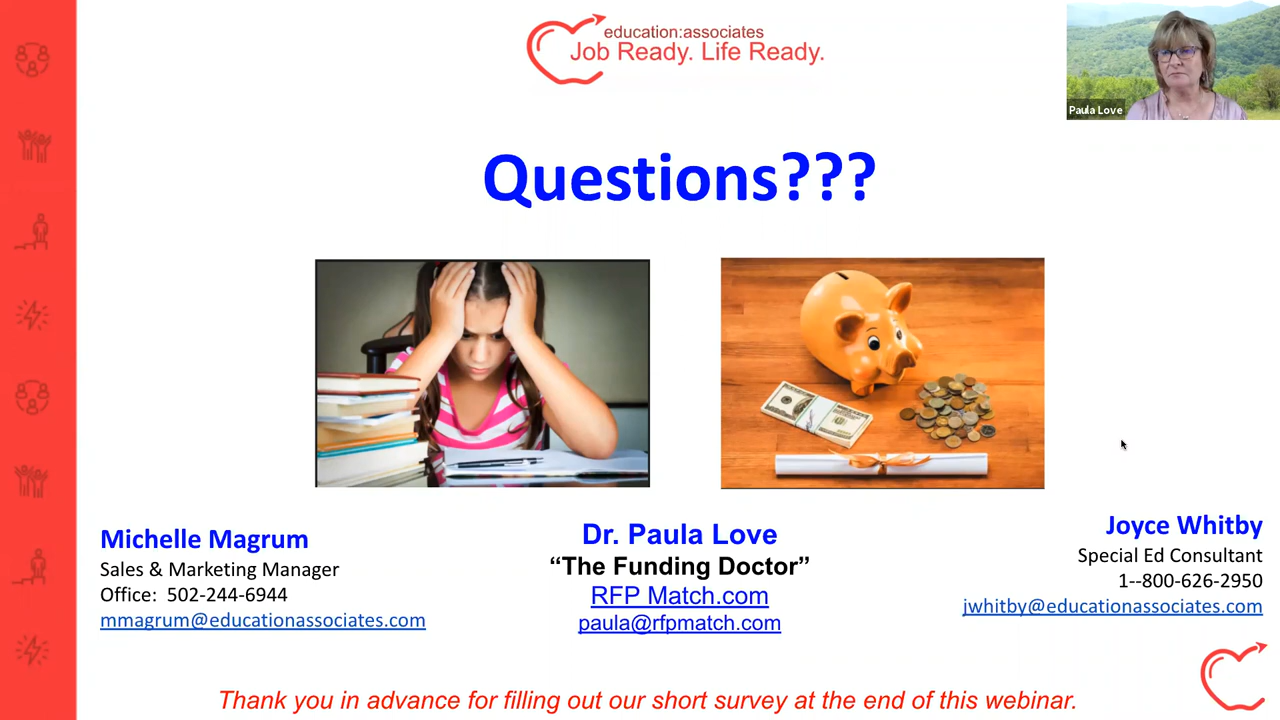 education:associates
Job Ready. Life Ready.
Paula Love
Questions???
Michelle Magrum
Sales & Marketing Manager
Office: 502-244-6944
mmagrum@educationassociates.com
Dr. Paula Love
“The Funding Doctor”
RFP Match.com
paula@rfpmatch.com
Joyce Whitby
Special Ed Consultant
1--800-626-2950
jwhitby@educationassociates.com
Thank you in advance for filling out our short survey at the end of this webinar.